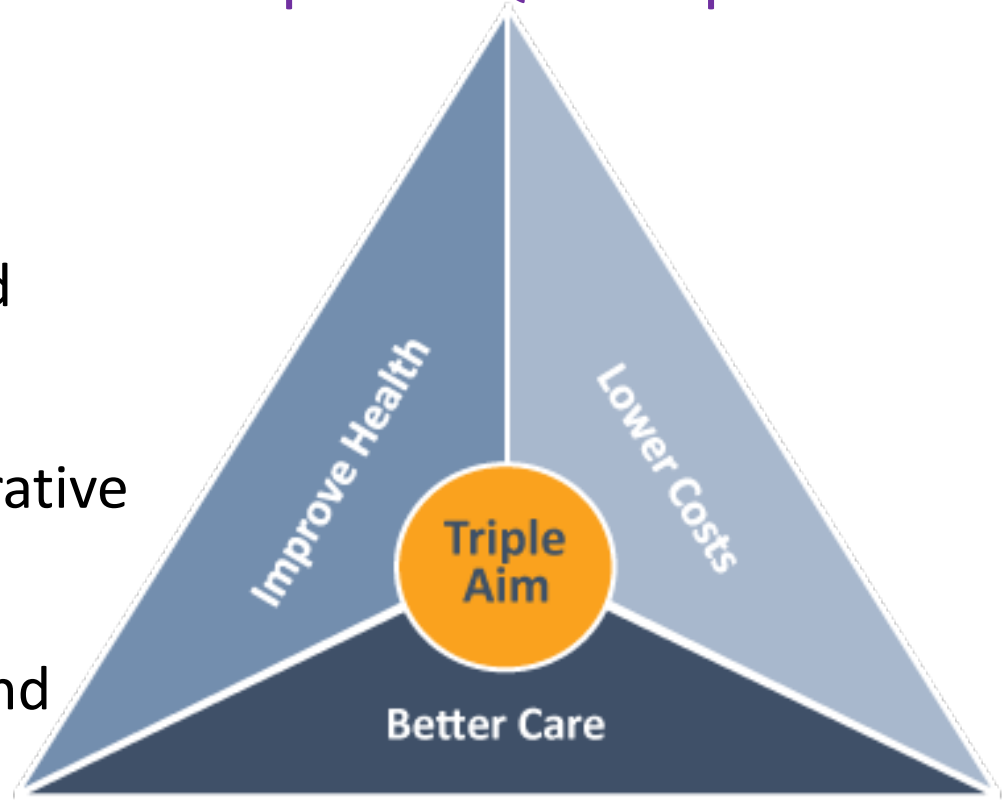 Improve Health
Lower Costs
Triple
Aim
Better Care
rative
nd